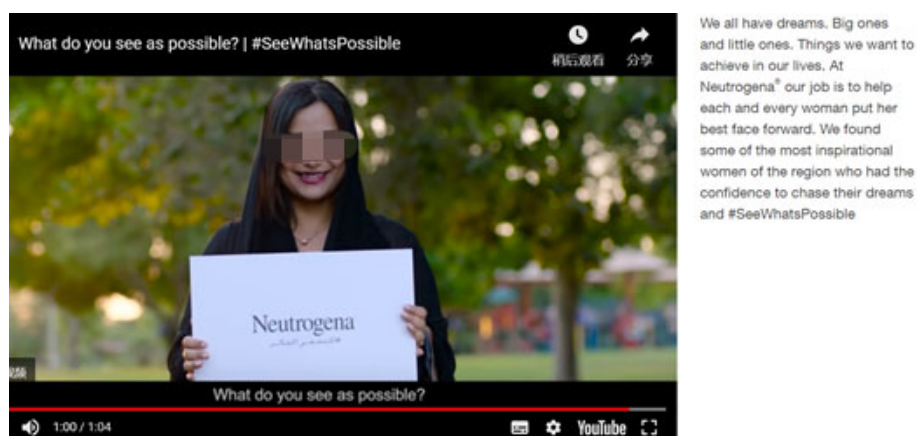 What do you see as possible? | #SeeWhatsPossible
稍后观看
分享
Neutrogena
What do you see as possible?
1:00 / 1:04
YouTube
We all have dreams. Big ones
and little ones. Things we want to
achieve in our lives. At
Neutrogena® our job is to help
each and every woman put her
best face forward. We found
some of the most inspirational
women of the region who had the
confidence to chase their dreams
and #SeeWhatsPossible